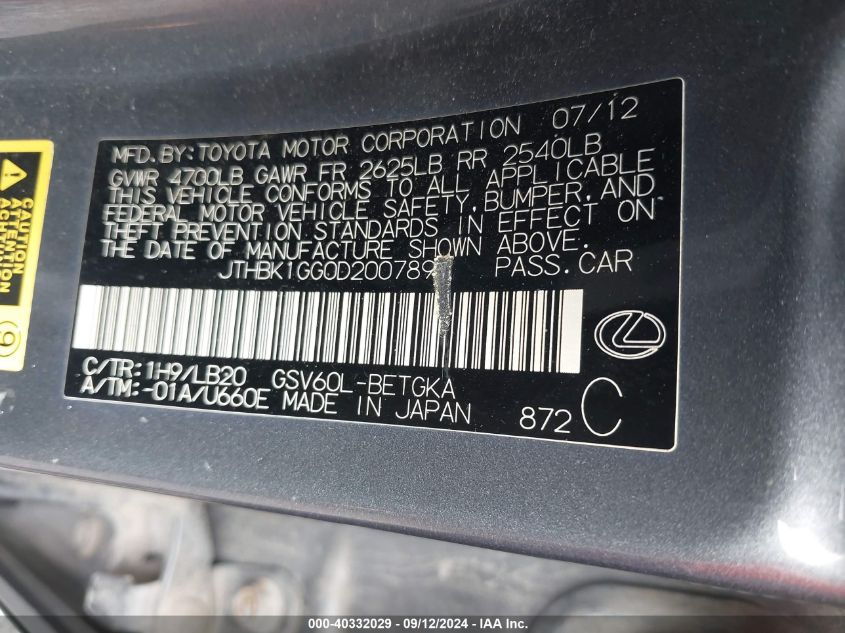 MFD. BY: TOYOTA MOTOR CORPORATION 07/12
GVWR 4700LB GAWR FR 2625LB RR 2540LB
THIS VEHICLE CONFORMS TO ALL APPLICABLE
FEDERAL MOTOR VEHICLE SAFETY, BUMPER, AND
THEFT PREVENTION STANDARDS IN EFFECT ON
THE DATE OF MANUFACTURE SHOWN ABOVE.
PASS. CAR
C/TR: 1H9/LB20 GSV60L-BETGKA
A/TM: -01A/U660E MADE IN JAPAN 872 C
CAUTION
ATTENTION
9
000-40332029 - 09/12/2024 - IAA Inc.